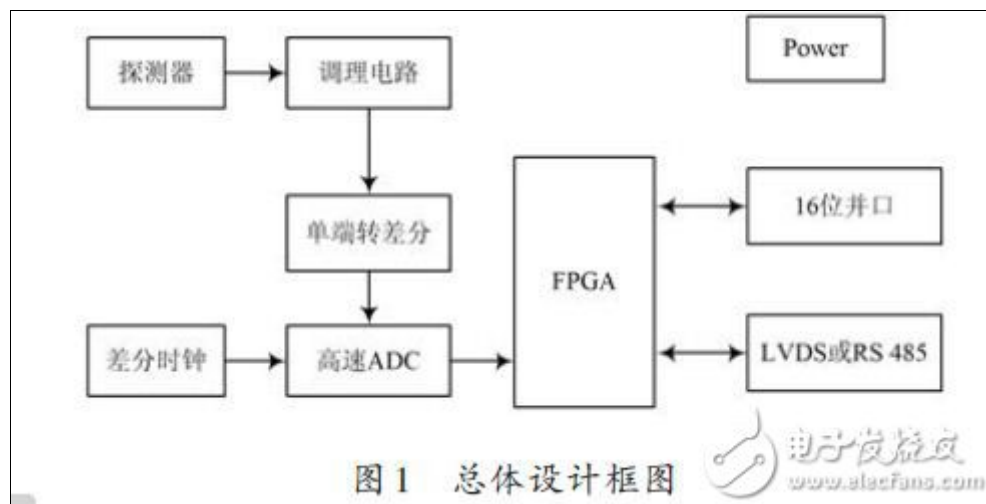 Power
探测器
调理电路
单端转差分
16位并口
FPGA
差分时钟
高速ADC
LVDS或RS 485
图1 总体设计框图
电子发烧友
www.elecfans.com